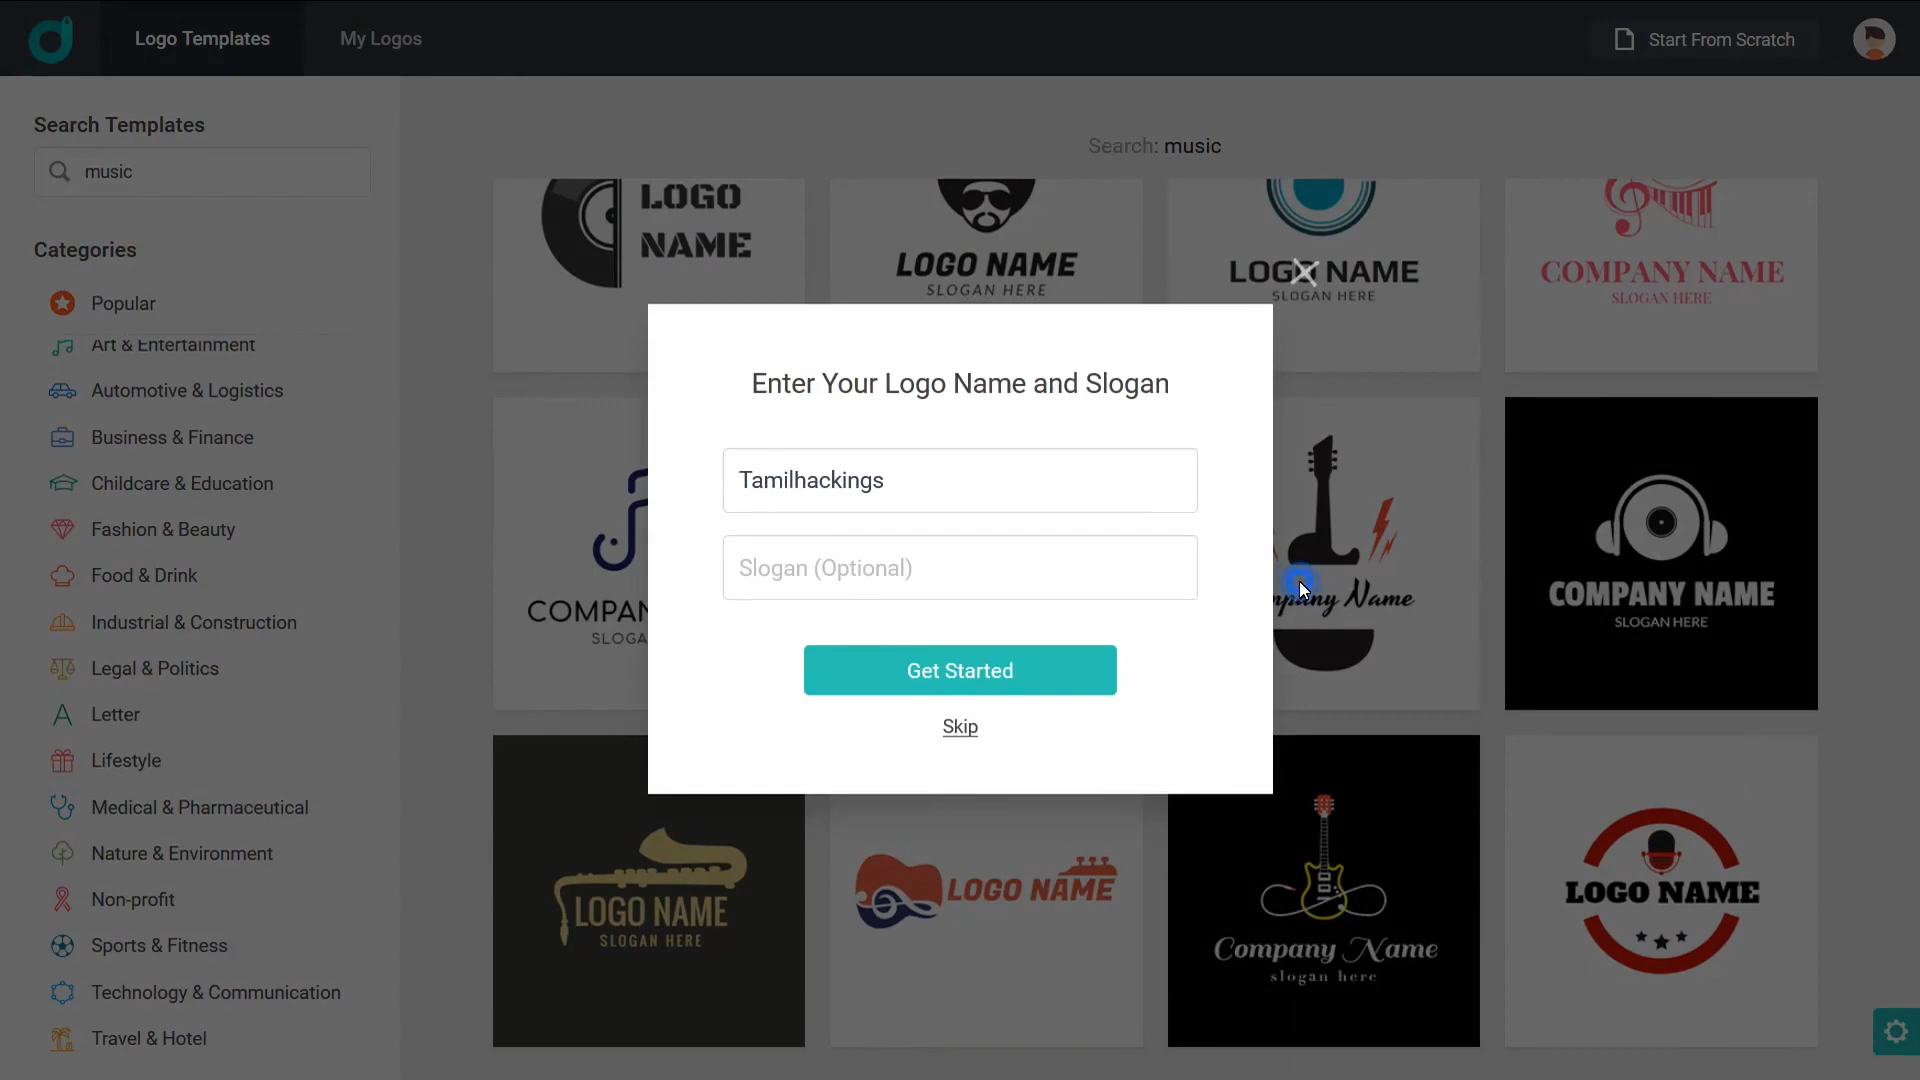 Logo Templates
My Logos
Start From Scratch
Search Templates
music
Categories
Popular
Art & Entertainment
Automotive & Logistics
Business & Finance
Childcare & Education
Fashion & Beauty
Food & Drink
Industrial & Construction
Legal & Politics
Letter
Lifestyle
Medical & Pharmaceutical
Nature & Environment
Non-profit
Sports & Fitness
Technology & Communication
Travel & Hotel
Search: music
LOGO
NAME
LOGO NAME
SLOGAN HERE
LOGO NAME
SLOGAN HERE
COMPANY NAME
SLOGAN HERE
Enter Your Logo Name and Slogan
Tamilhackings
Slogan (Optional)
Get Started
Skip
COMPAN
SLOGA
mpany Name
COMPANY NAME
SLOGAN HERE
LOGO NAME
SLOGAN HERE
LOGO NAME
Company Name
slogan here
LOGO NAME